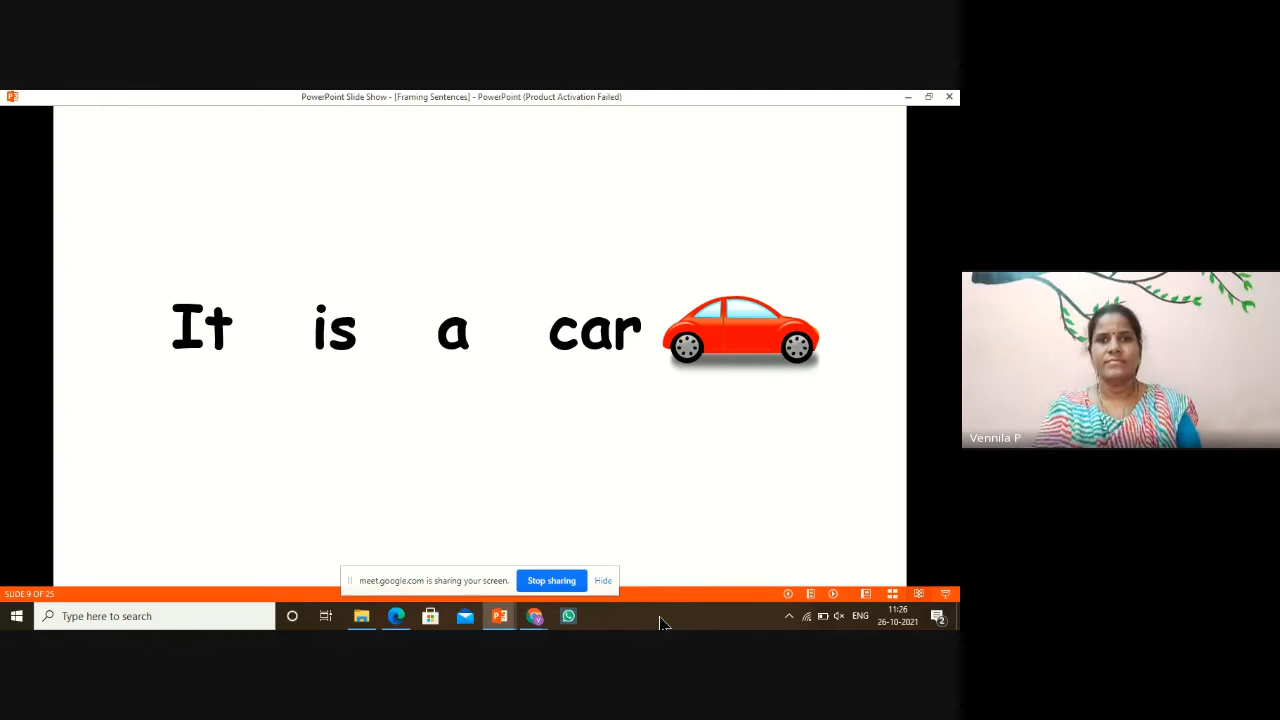 PowerPoint Slide Show - [Framing Sentences] - PowerPoint (Product Activation Failed)
It is a car
Vennila P
meet.google.com is sharing your screen. Stop sharing Hide
SLIDE 9 OF 25
Type here to search
ENG
11:26
26-10-2021
2